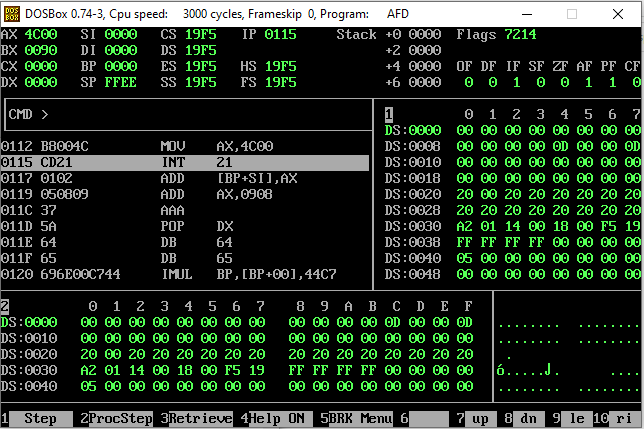 DOSBox 0.74-3, Cpu speed: 3000 cycles, Frameskip 0, Program: AFD
AX 4C00 SI 0000 CS 19F5 IP 0115 Stack +0 0000 Flags 7214
BX 0090 DI 0000 DS 19F5 +2 0000
CX 0000 BP 0000 ES 19F5 HS 19F5 +4 0000 OF DF IF SF ZF AF PF CF
DX 0000 SP FFEE SS 19F5 FS 19F5 +6 0000 0 0 1 0 0 1 1 0
CMD >
1 0 1 2 3 4 5 6 7
DS:0000 00 00 00 00 00 00 00 00
DS:0008 00 00 00 00 0D 00 00 0D
DS:0010 00 00 00 00 00 00 00 00
DS:0018 00 00 00 00 00 00 00 00
DS:0020 20 20 20 20 20 20 20 20
DS:0028 20 20 20 20 20 20 20 20
DS:0030 A2 01 14 00 18 00 F5 19
DS:0038 FF FF FF FF 00 00 00 00
DS:0040 05 00 00 00 00 00 00 00
DS:0048 00 00 00 00 00 00 00 00
0112 B8004C MOV AX,4C00
0115 CD21 INT 21
0117 0102 ADD [BP+SI],AX
0119 050809 ADD AX,0908
011C 37 AAA
011D 5A POP DX
011E 64 DB 64
011F 65 DB 65
0120 696E00C744 IMUL BP,[BP+00],44C7
2 0 1 2 3 4 5 6 7 8 9 A B C D E F
DS:0000 00 00 00 00 00 00 00 00 00 00 00 00 0D 00 00 0D ........ ........
DS:0010 00 00 00 00 00 00 00 00 00 00 00 00 00 00 00 00 ........ ........
DS:0020 20 00 20 20 20 20 20 20 20 20 20 20 20 20 20 20 .
DS:0030 A2 01 14 00 18 00 F5 19 FF FF FF FF 00 00 00 00 ó.....J. ....
DS:0040 05 00 00 00 00 00 00 00 00 00 00 00 00 00 00 00 ........ ........
1 Step 2ProcStep 3Retrieve 4Help ON 5BRK Menu 6 7 up 8 dn 9 le 10 ri